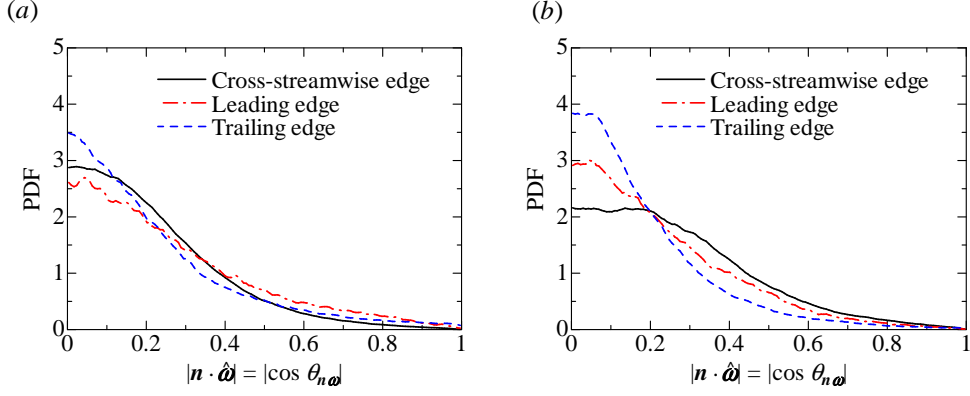 (a)
5
4
3
2
1
0
PDF
Cross-streamwise edge
Leading edge
Trailing edge
0 0.2 0.4 0.6 0.8 1
|n · ω̂| = |cos θnω|
(b)
5
4
3
2
1
0
PDF
Cross-streamwise edge
Leading edge
Trailing edge
0 0.2 0.4 0.6 0.8 1
|n · ω̂| = |cos θnω|